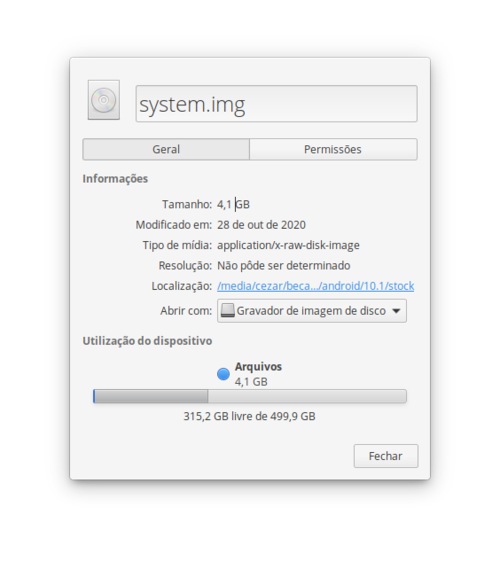 system.img
Geral Permissões
Informações
Tamanho: 4,1 GB
Modificado em: 28 de out de 2020
Tipo de mídia: application/x-raw-disk-image
Resolução: Não pôde ser determinado
Localização: /media/cezar/beca.../android/10.1/stock
Abrir com: Gravador de imagem de disco
Utilização do dispositivo
Arquivos
4,1 GB
315,2 GB livre de 499,9 GB
Fechar